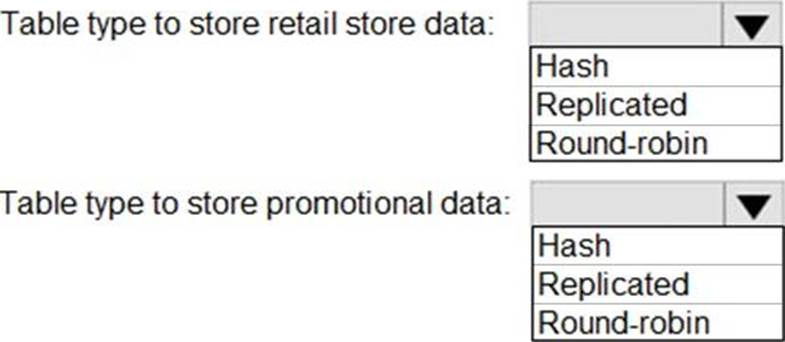 Table type to store retail store data:
Hash
Replicated
Round-robin
Table type to store promotional data:
Hash
Replicated
Round-robin